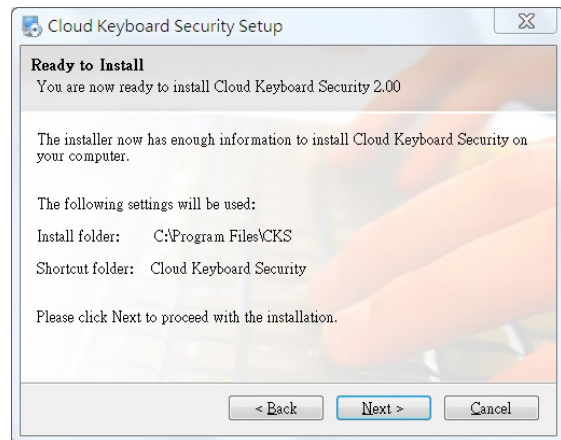 Cloud Keyboard Security Setup
Ready to Install
You are now ready to install Cloud Keyboard Security 2.00
The installer now has enough information to install Cloud Keyboard Security on
your computer.
The following settings will be used:
Install folder: C:\Program Files\CKS
Shortcut folder: Cloud Keyboard Security
Please click Next to proceed with the installation.
< Back Next > Cancel